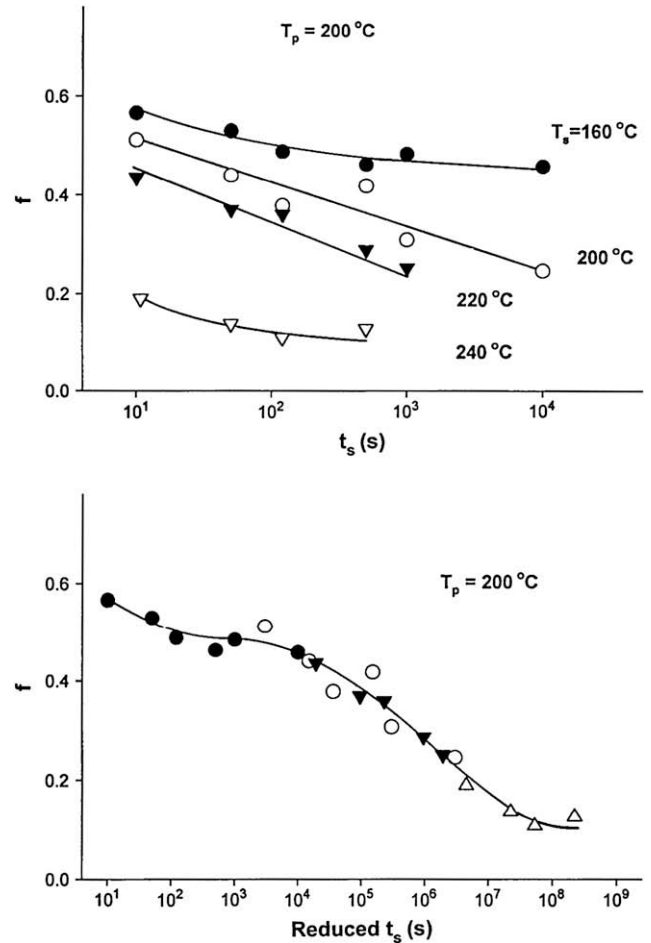 T_p = 200 °C
0.6
T_s=160 °C
0.4
f
200 °C
0.2
220 °C
240 °C
0.0
10^1 10^2 10^3 10^4
t_s (s)
T_p = 200 °C
0.6
0.4
f
0.2
0.0
10^1 10^2 10^3 10^4 10^5 10^6 10^7 10^8 10^9
Reduced t_s (s)